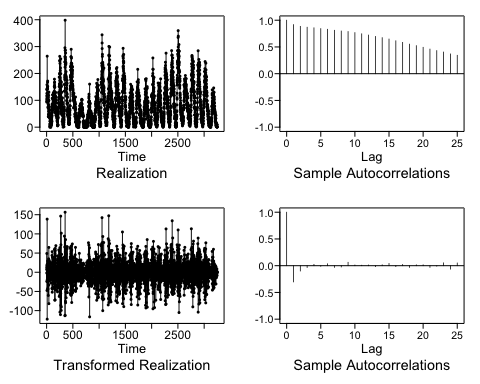 400
300
200
100
0
0 500 1500 2500
Time
Realization
1.0
0.5
0.0
-0.5
-1.0
0 5 10 15 20 25
Lag
Sample Autocorrelations
150
100
50
0
-50
-100
0 500 1500 2500
Time
Transformed Realization
1.0
0.5
0.0
-0.5
-1.0
0 5 10 15 20 25
Lag
Sample Autocorrelations